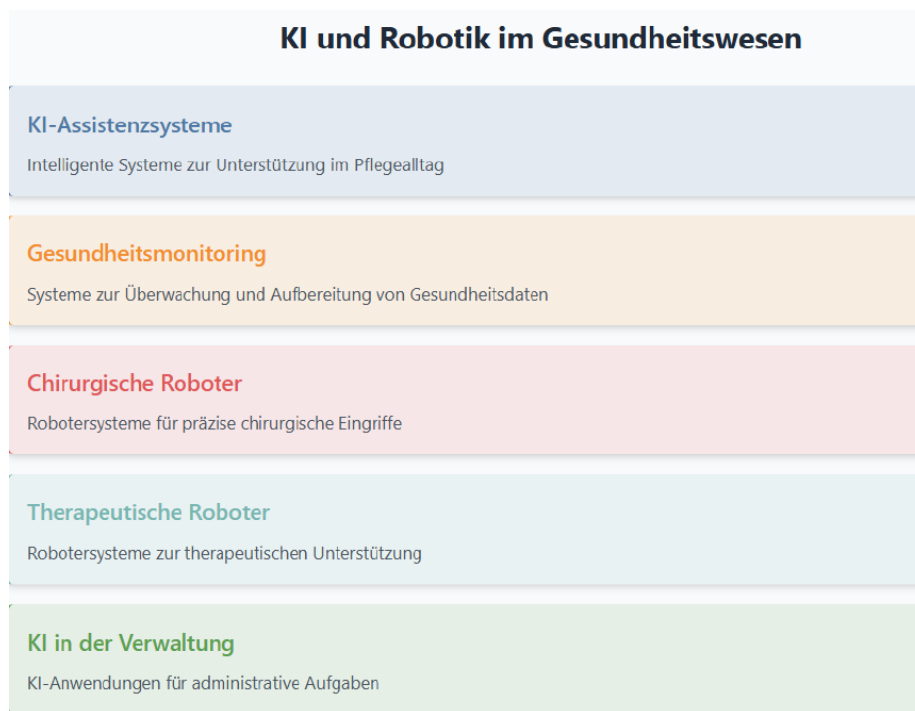 KI und Robotik im Gesundheitswesen
KI-Assistenzsysteme
Intelligente Systeme zur Unterstützung im Pflegealltag
Gesundheitsmonitoring
Systeme zur Überwachung und Aufbereitung von Gesundheitsdaten
Chirurgische Roboter
Robotersysteme für präzise chirurgische Eingriffe
Therapeutische Roboter
Robotersysteme zur therapeutischen Unterstützung
KI in der Verwaltung
KI-Anwendungen für administrative Aufgaben